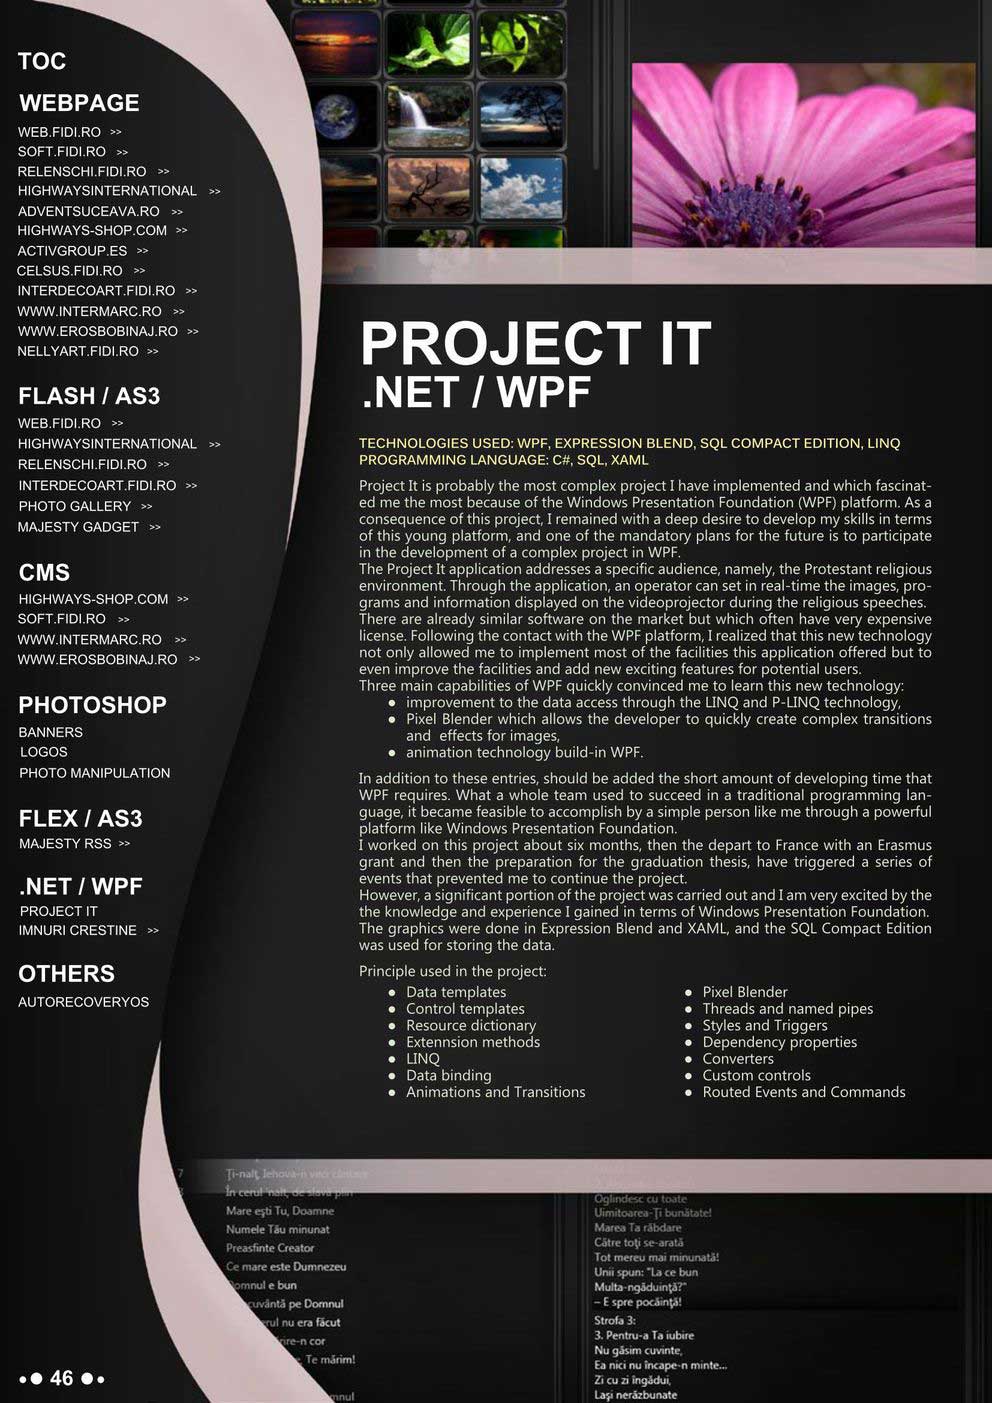 TOC
WEBPAGE
WEB.FIDI.RO >>
SOFT.FIDI.RO >>
RELENSCHI.FIDI.RO >>
HIGHWAYSINTERNATIONAL >>
ADVENTSUCEAVA.RO >>
HIGHWAYS-SHOP.COM >>
ACTIVGROUP.ES >>
CELSUS.FIDI.RO >>
INTERDECOART.FIDI.RO >>
WWW.INTERMARC.RO >>
WWW.EROSBOBINAJ.RO >>
NELLYART.FIDI.RO >>
FLASH / AS3
WEB.FIDI.RO >>
HIGHWAYSINTERNATIONAL >>
RELENSCHI.FIDI.RO >>
INTERDECOART.FIDI.RO >>
PHOTO GALLERY >>
MAJESTY GADGET >>
CMS
HIGHWAYS-SHOP.COM >>
SOFT.FIDI.RO >>
WWW.INTERMARC.RO >>
WWW.EROSBOBINAJ.RO >>
PHOTOSHOP
BANNERS
LOGOS
PHOTO MANIPULATION
FLEX / AS3
MAJESTY RSS >>
.NET / WPF
PROJECT IT
IMNURI CRESTINE >>
OTHERS
AUTORECOVERYOS
PROJECT IT
.NET / WPF
TECHNOLOGIES USED: WPF, EXPRESSION BLEND, SQL COMPACT EDITION, LINQ
PROGRAMMING LANGUAGE: C#, SQL, XAML
Project It is probably the most complex project I have implemented and which fascinat-
ed me the most because of the Windows Presentation Foundation (WPF) platform. As a
consequence of this project, I remained with a deep desire to develop my skills in terms
of this young platform, and one of the mandatory plans for the future is to participate
in the development of a complex project in WPF.
The Project It application addresses a specific audience, namely, the Protestant religious
environment. Through the application, an operator can set in real-time the images, pro-
grams and information displayed on the videoprojector during the religious speeches.
There are already similar software on the market but which often have very expensive
license. Following the contact with the WPF platform, I realized that this new technology
not only allowed me to implement most of the facilities this application offered but to
even improve the facilities and add new exciting features for potential users.
Three main capabilities of WPF quickly convinced me to learn this new technology:
● improvement to the data access through the LINQ and P-LINQ technology,
● Pixel Blender which allows the developer to quickly create complex transitions
and effects for images,
● animation technology build-in WPF.
In addition to these entries, should be added the short amount of developing time that
WPF requires. What a whole team used to succeed in a traditional programming lan-
guage, it became feasible to accomplish by a simple person like me through a powerful
platform like Windows Presentation Foundation.
I worked on this project about six months, then the depart to France with an Erasmus
grant and then the preparation for the graduation thesis, have triggered a series of
events that prevented me to continue the project.
However, a significant portion of the project was carried out and I am very excited by the
the knowledge and experience I gained in terms of Windows Presentation Foundation.
The graphics were done in Expression Blend and XAML, and the SQL Compact Edition
was used for storing the data.
Principle used in the project:
● Data templates
● Control templates
● Resource dictionary
● Extennsion methods
● LINQ
● Data binding
● Animations and Transitions
● Pixel Blender
● Threads and named pipes
● Styles and Triggers
● Dependency properties
● Converters
● Custom controls
● Routed Events and Commands
7 Ţi-nalţ, Iehova-n veci cântare
În cerul 'nalt, de slavă plin
Mare eşti Tu, Doamne
Numele Tău minunat
Preasfinte Creator
Ce mare este Dumnezeu
Domnul e bun
cuvântă pe Domnul
erul nu era făcut
rire-n cor
, Te mărim!
mnul
Oglindesc cu toate
Uimitoarea-Ţi bunătate!
Marea Ta răbdare
Către toţi se-arată
Tot mereu mai minunată!
Unii spun: "La ce bun
Multa-ngăduinţă?"
– E spre pocăinţă!
Strofa 3:
3. Pentru-a Ta iubire
Nu găsim cuvinte,
Ea nici nu încape-n minte...
Zi cu zi îngădui,
Laşi nerăzbunate
•● 46 ●•